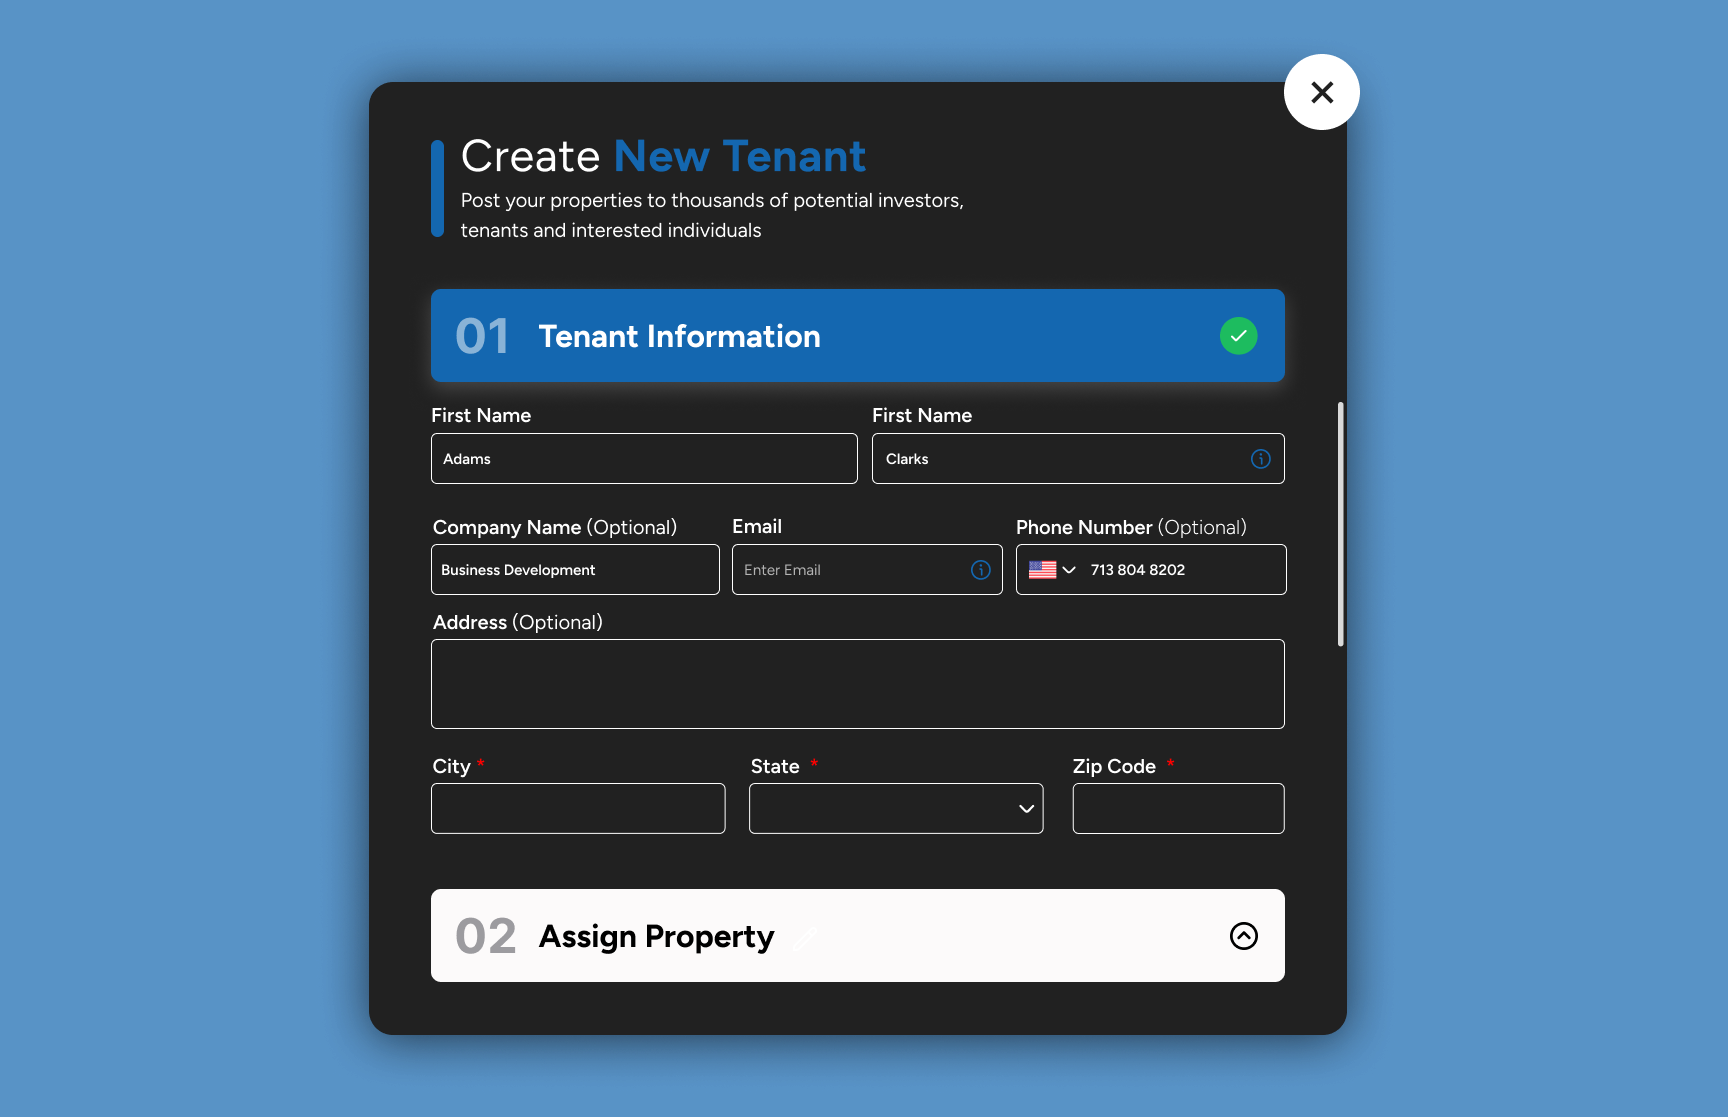 Create New Tenant
Post your properties to thousands of potential investors,
tenants and interested individuals
01 Tenant Information
First Name First Name
Adams Clarks
Company Name (Optional) Email Phone Number (Optional)
Business Development Enter Email 713 804 8202
Address (Optional)
City * State * Zip Code *
02 Assign Property